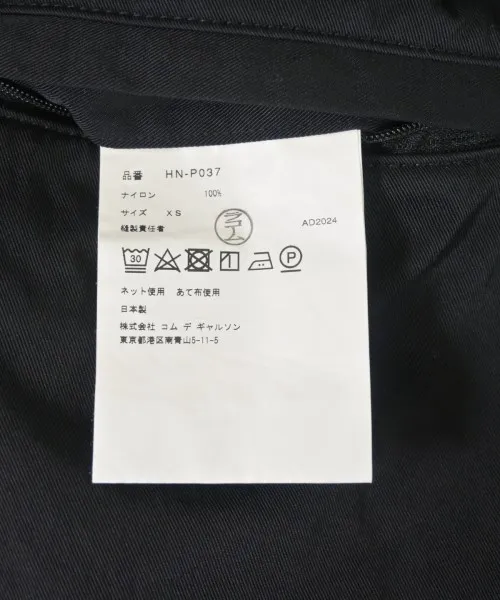 品番 HN-P037
ナイロン 100%
サイズ XS
縫製責任者
AD2024
30
P
ネット使用 あて布使用
日本製
株式会社 コム デ ギャルソン
東京都港区南青山5-11-5